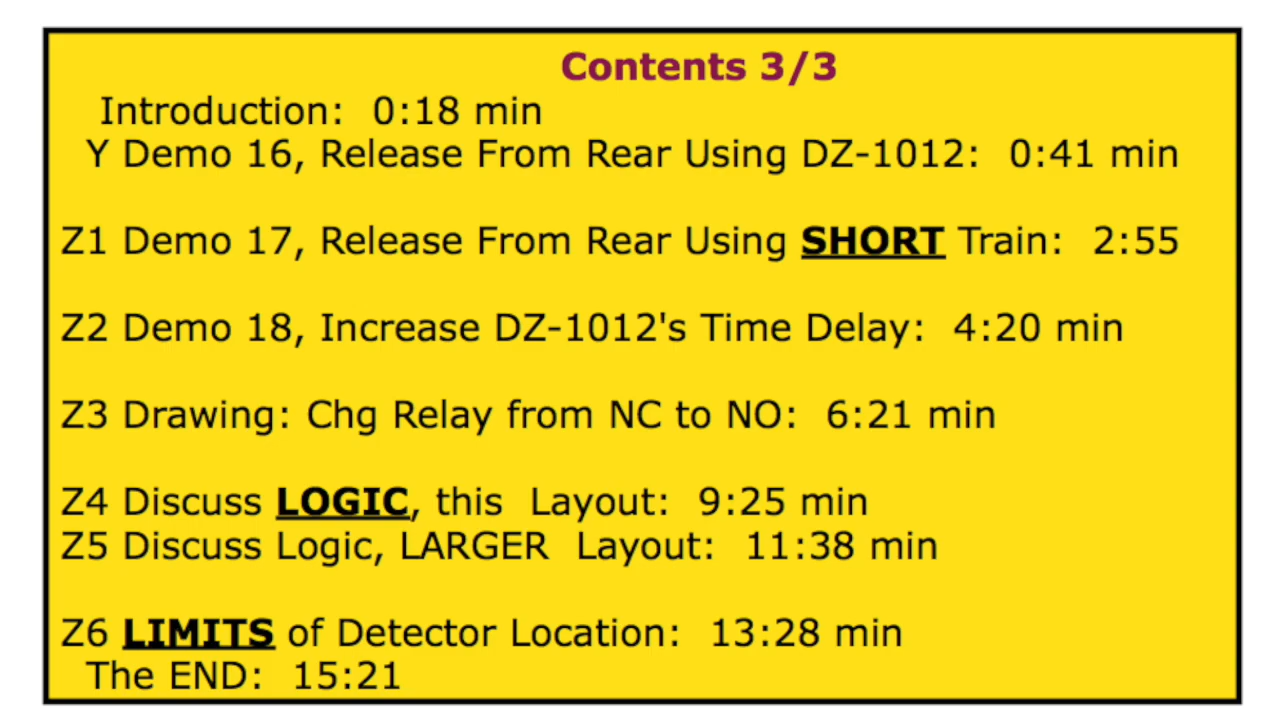 Contents 3/3
Introduction: 0:18 min
Y Demo 16, Release From Rear Using DZ-1012: 0:41 min
Z1 Demo 17, Release From Rear Using SHORT Train: 2:55
Z2 Demo 18, Increase DZ-1012's Time Delay: 4:20 min
Z3 Drawing: Chg Relay from NC to NO: 6:21 min
Z4 Discuss LOGIC, this Layout: 9:25 min
Z5 Discuss Logic, LARGER Layout: 11:38 min
Z6 LIMITS of Detector Location: 13:28 min
The END: 15:21